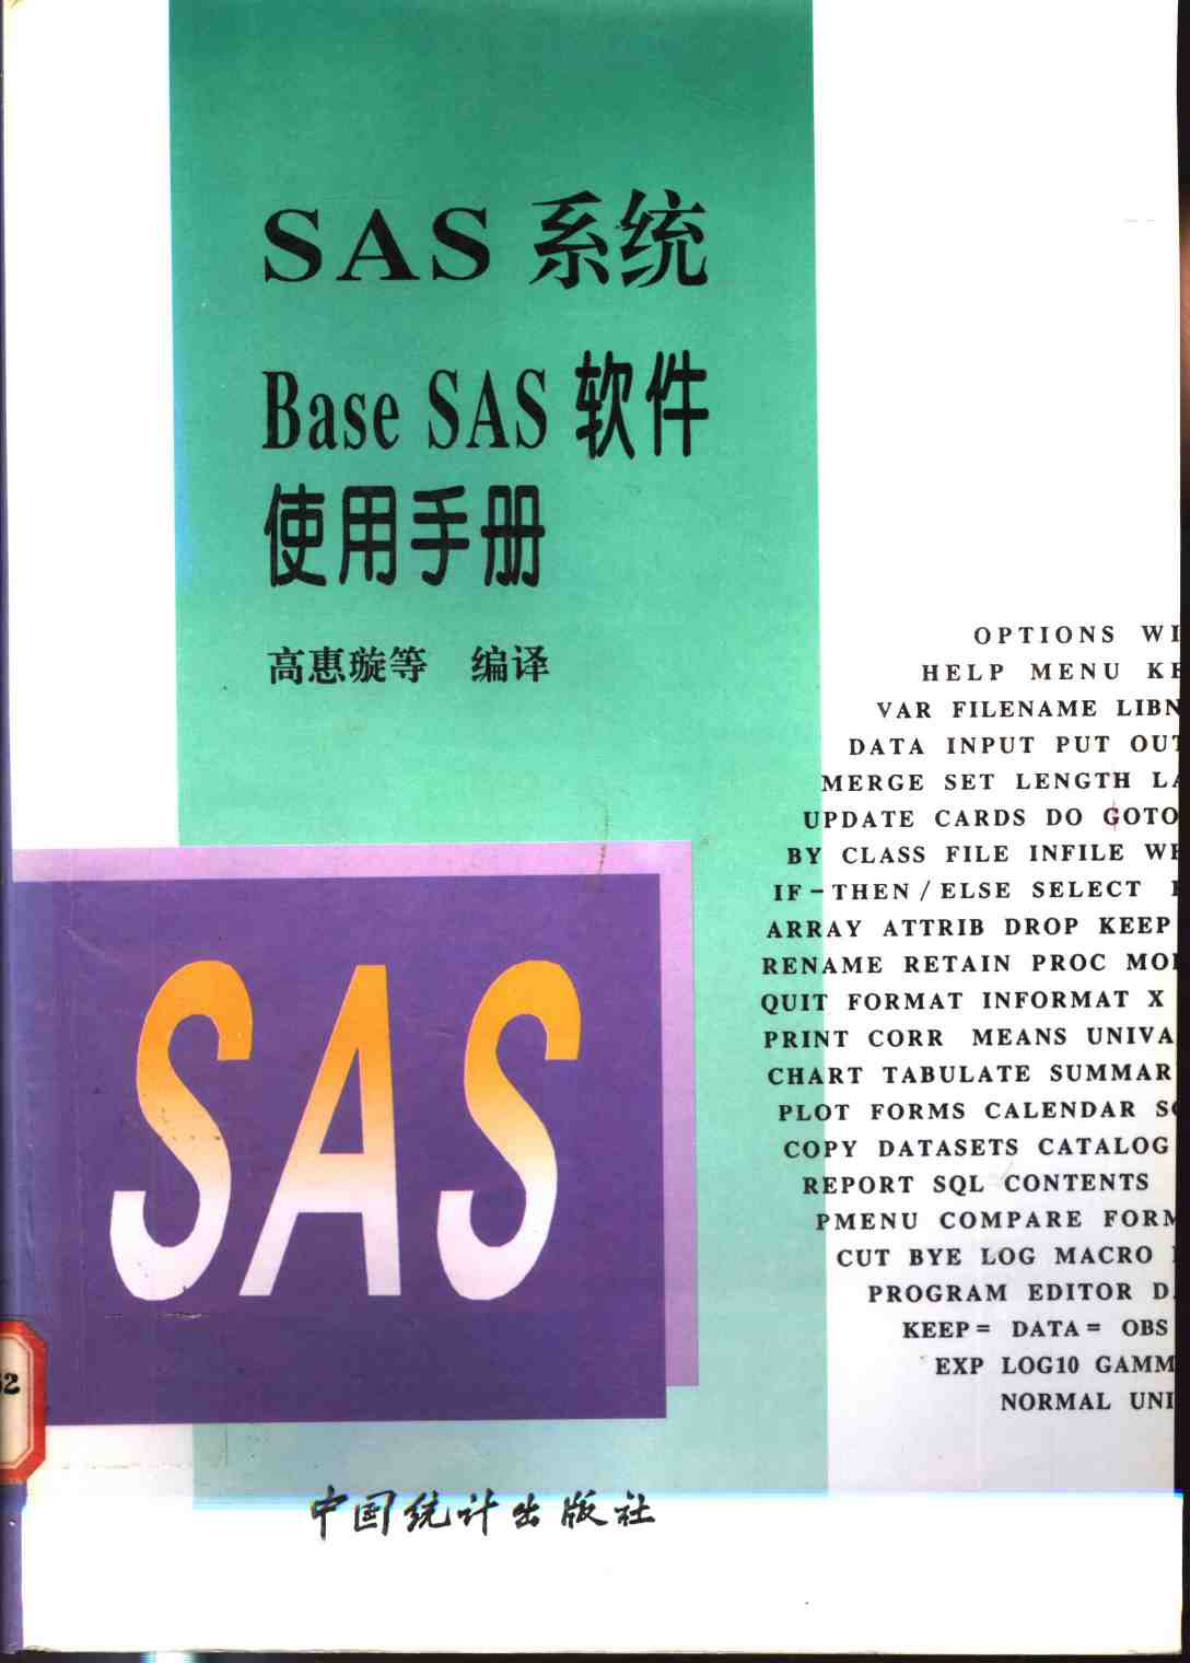 SAS 系统
Base SAS 软件
使用手册
高惠璇等 编译
OPTIONS
HELP MENU
VAR FILENAME
DATA INPUT PUT
MERGE SET LENGTH
UPDATE CARDS DO GOTO
BY CLASS FILE INFILE
IF-THEN/ELSE SELECT
ARRAY ATTRIB DROP KEEP
RENAME RETAIN PROC
QUIT FORMAT INFORMAT X
PRINT CORR MEANS UNIVA
CHART TABULATE SUMMAR
PLOT FORMS CALENDAR
COPY DATASETS CATALOG
REPORT SQL CONTENTS
PMENU COMPARE
CUT BYE LOG MACRO
PROGRAM EDITOR
KEEP= DATA= OBS
EXP LOG10 GAMM
NORMAL UNI
SAS
中国统计出版社